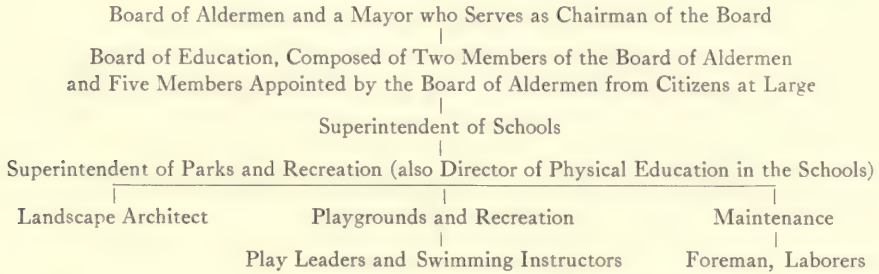 Board of Aldermen and a Mayor who Serves as Chairman of the Board
Board of Education, Composed of Two Members of the Board of Aldermen
and Five Members Appointed by the Board of Aldermen from Citizens at Large
Superintendent of Schools
Superintendent of Parks and Recreation (also Director of Physical Education in the Schools)
Landscape Architect Playgrounds and Recreation Maintenance
Play Leaders and Swimming Instructors Foreman, Laborers